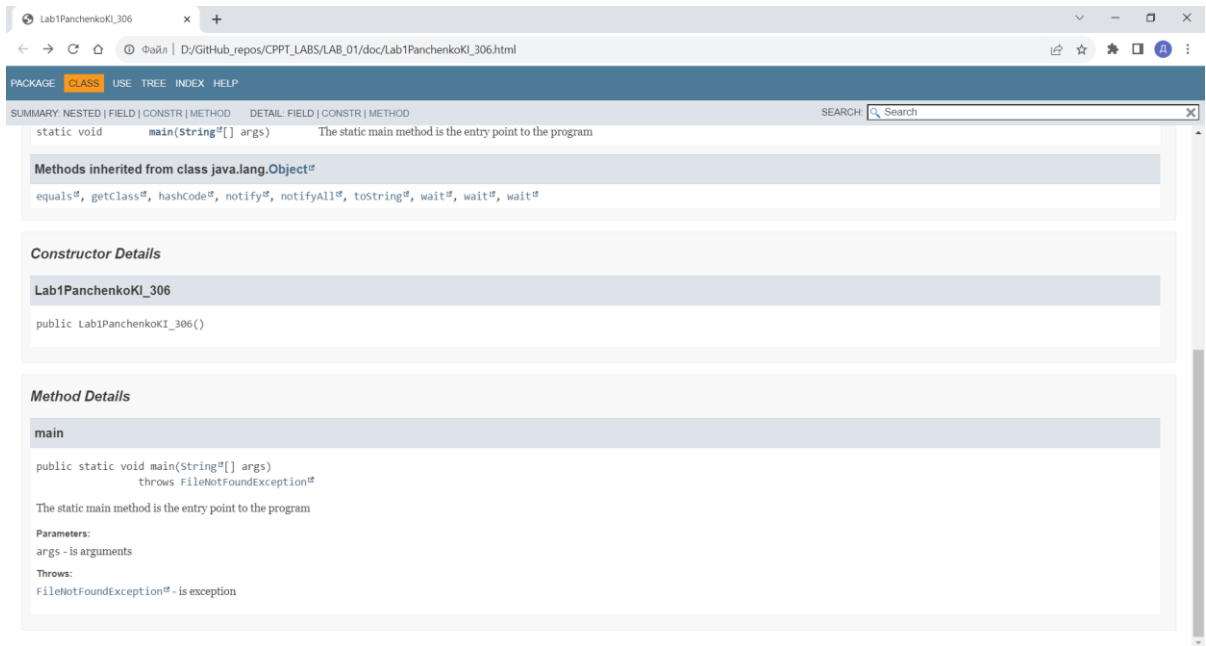 Lab1PanchenkoKI_306
Файл | D:/GitHub_repos/CPPT_LABS/LAB_01/doc/Lab1PanchenkoKI_306.html
Д
PACKAGE CLASS USE TREE INDEX HELP
SUMMARY: NESTED | FIELD | CONSTR | METHOD DETAIL: FIELD | CONSTR | METHOD SEARCH: Search
static void main(String[] args) The static main method is the entry point to the program
Methods inherited from class java.lang.Object
equals, getClass, hashCode, notify, notifyAll, toString, wait, wait, wait
Constructor Details
Lab1PanchenkoKI_306
public Lab1PanchenkoKI_306()
Method Details
main
public static void main(String[] args)
throws FileNotFoundException
The static main method is the entry point to the program
Parameters:
args - is arguments
Throws:
FileNotFoundException - is exception